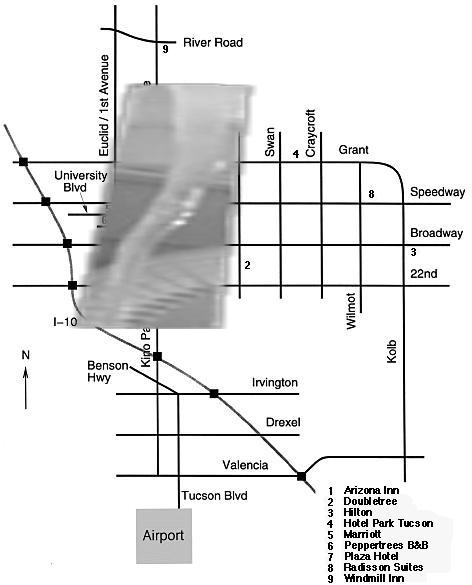 9 River Road
Euclid / 1st Avenue
Swan
4
Craycroft
Grant
University
Blvd
8
Speedway
Broadway
3
2
22nd
I-10
Wilmot
Kolb
N
Benson
Hwy
Irvington
Drexel
Valencia
Tucson Blvd
Airport
1 Arizona Inn
2 Doubletree
3 Hilton
4 Hotel Park Tucson
5 Marriott
6 Peppertrees B&B
7 Plaza Hotel
8 Radisson Suites
9 Windmill Inn